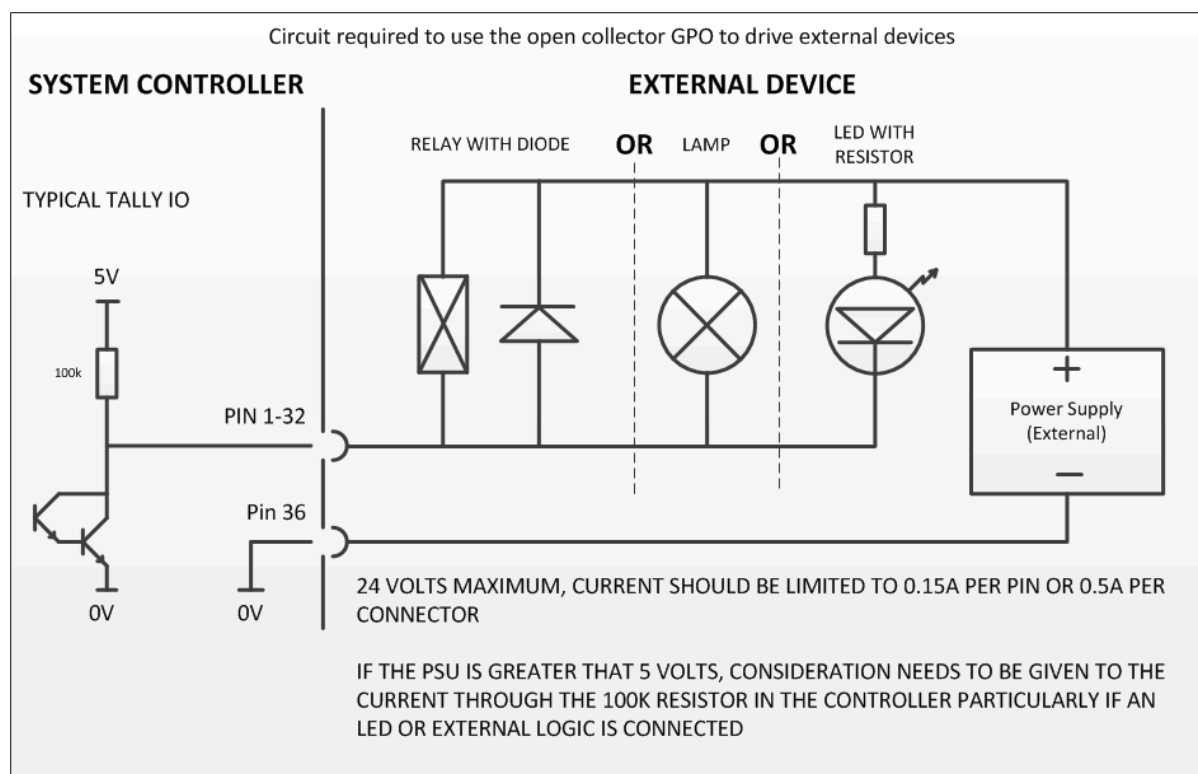 Circuit required to use the open collector GPO to drive external devices
SYSTEM CONTROLLER
EXTERNAL DEVICE
RELAY WITH DIODE
OR
LAMP
OR
LED WITH
RESISTOR
TYPICAL TALLY IO
5V
100k
PIN 1-32
+
Power Supply
(External)
−
Pin 36
0V
0V
24 VOLTS MAXIMUM, CURRENT SHOULD BE LIMITED TO 0.15A PER PIN OR 0.5A PER
CONNECTOR
IF THE PSU IS GREATER THAT 5 VOLTS, CONSIDERATION NEEDS TO BE GIVEN TO THE
CURRENT THROUGH THE 100K RESISTOR IN THE CONTROLLER PARTICULARLY IF AN
LED OR EXTERNAL LOGIC IS CONNECTED